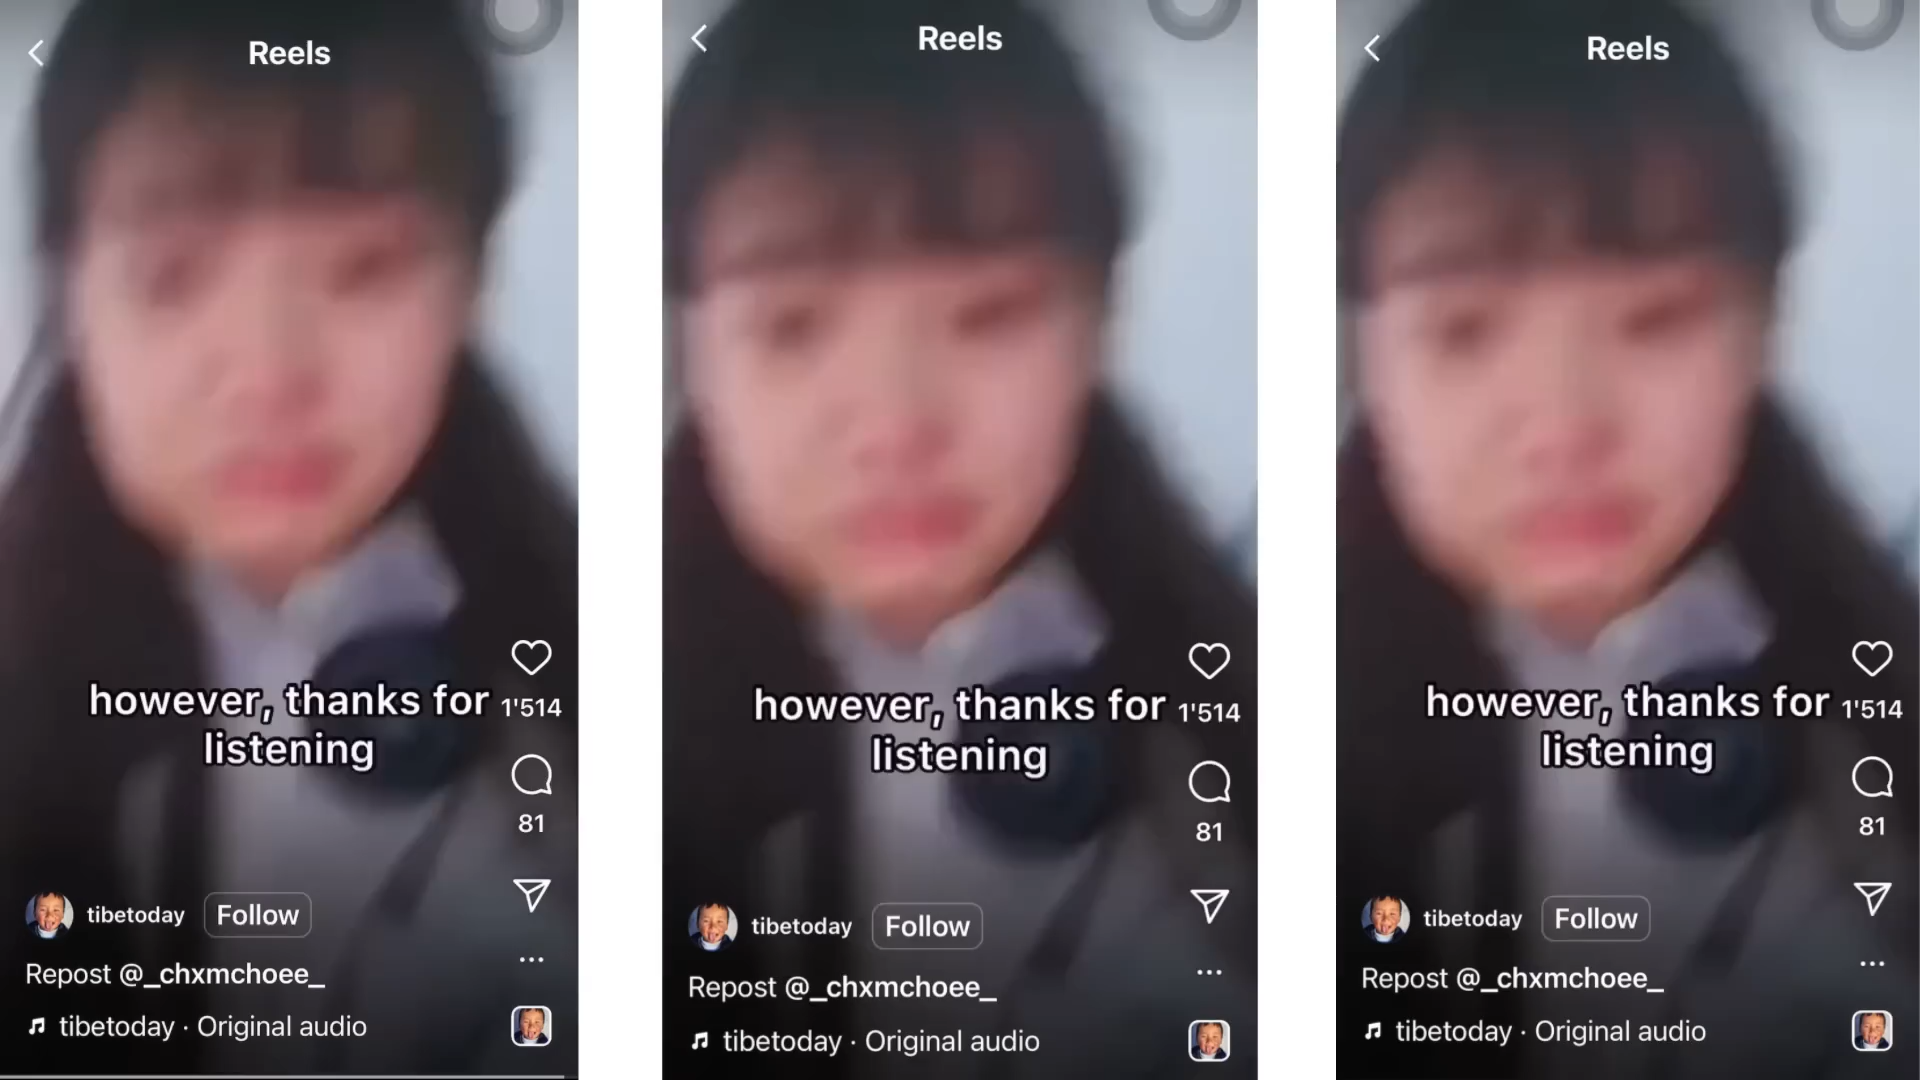 Reels
however, thanks for
listening
1'514
81
tibetoday Follow
Repost @_chxmchoee_
tibetoday · Original audio
Reels
however, thanks for
listening
1'514
81
tibetoday Follow
Repost @_chxmchoee_
tibetoday · Original audio
Reels
however, thanks for
listening
1'514
81
tibetoday Follow
Repost @_chxmchoee_
tibetoday · Original audio